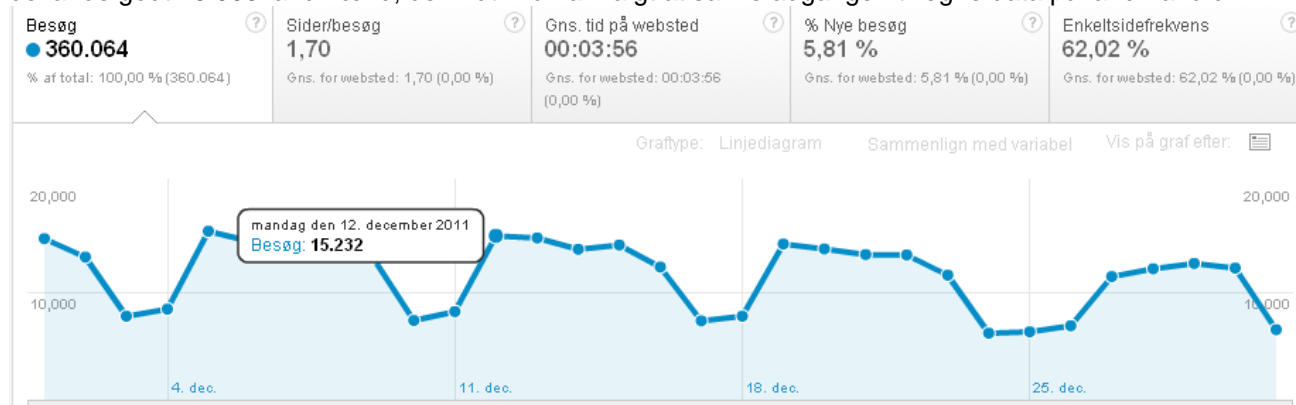 Besøg ?
360.064
% af total: 100,00 % (360.064)
Sider/besøg ?
1,70
Gns. for websted: 1,70 (0,00 %)
Gns. tid på websted ?
00:03:56
Gns. for websted: 00:03:56
(0,00 %)
% Nye besøg ?
5,81 %
Gns. for websted: 5,81 % (0,00 %)
Enkeltsidefrekvens ?
62,02 %
Gns. for websted: 62,02 % (0,00 %)
Graftype: Linjediagram Sammenlign med variabel Vis på graf efter:
20,000 20,000
mandag den 12. december 2011
Besøg: 15.232
10,000 10,000
4. dec. 11. dec. 18. dec. 25. dec.